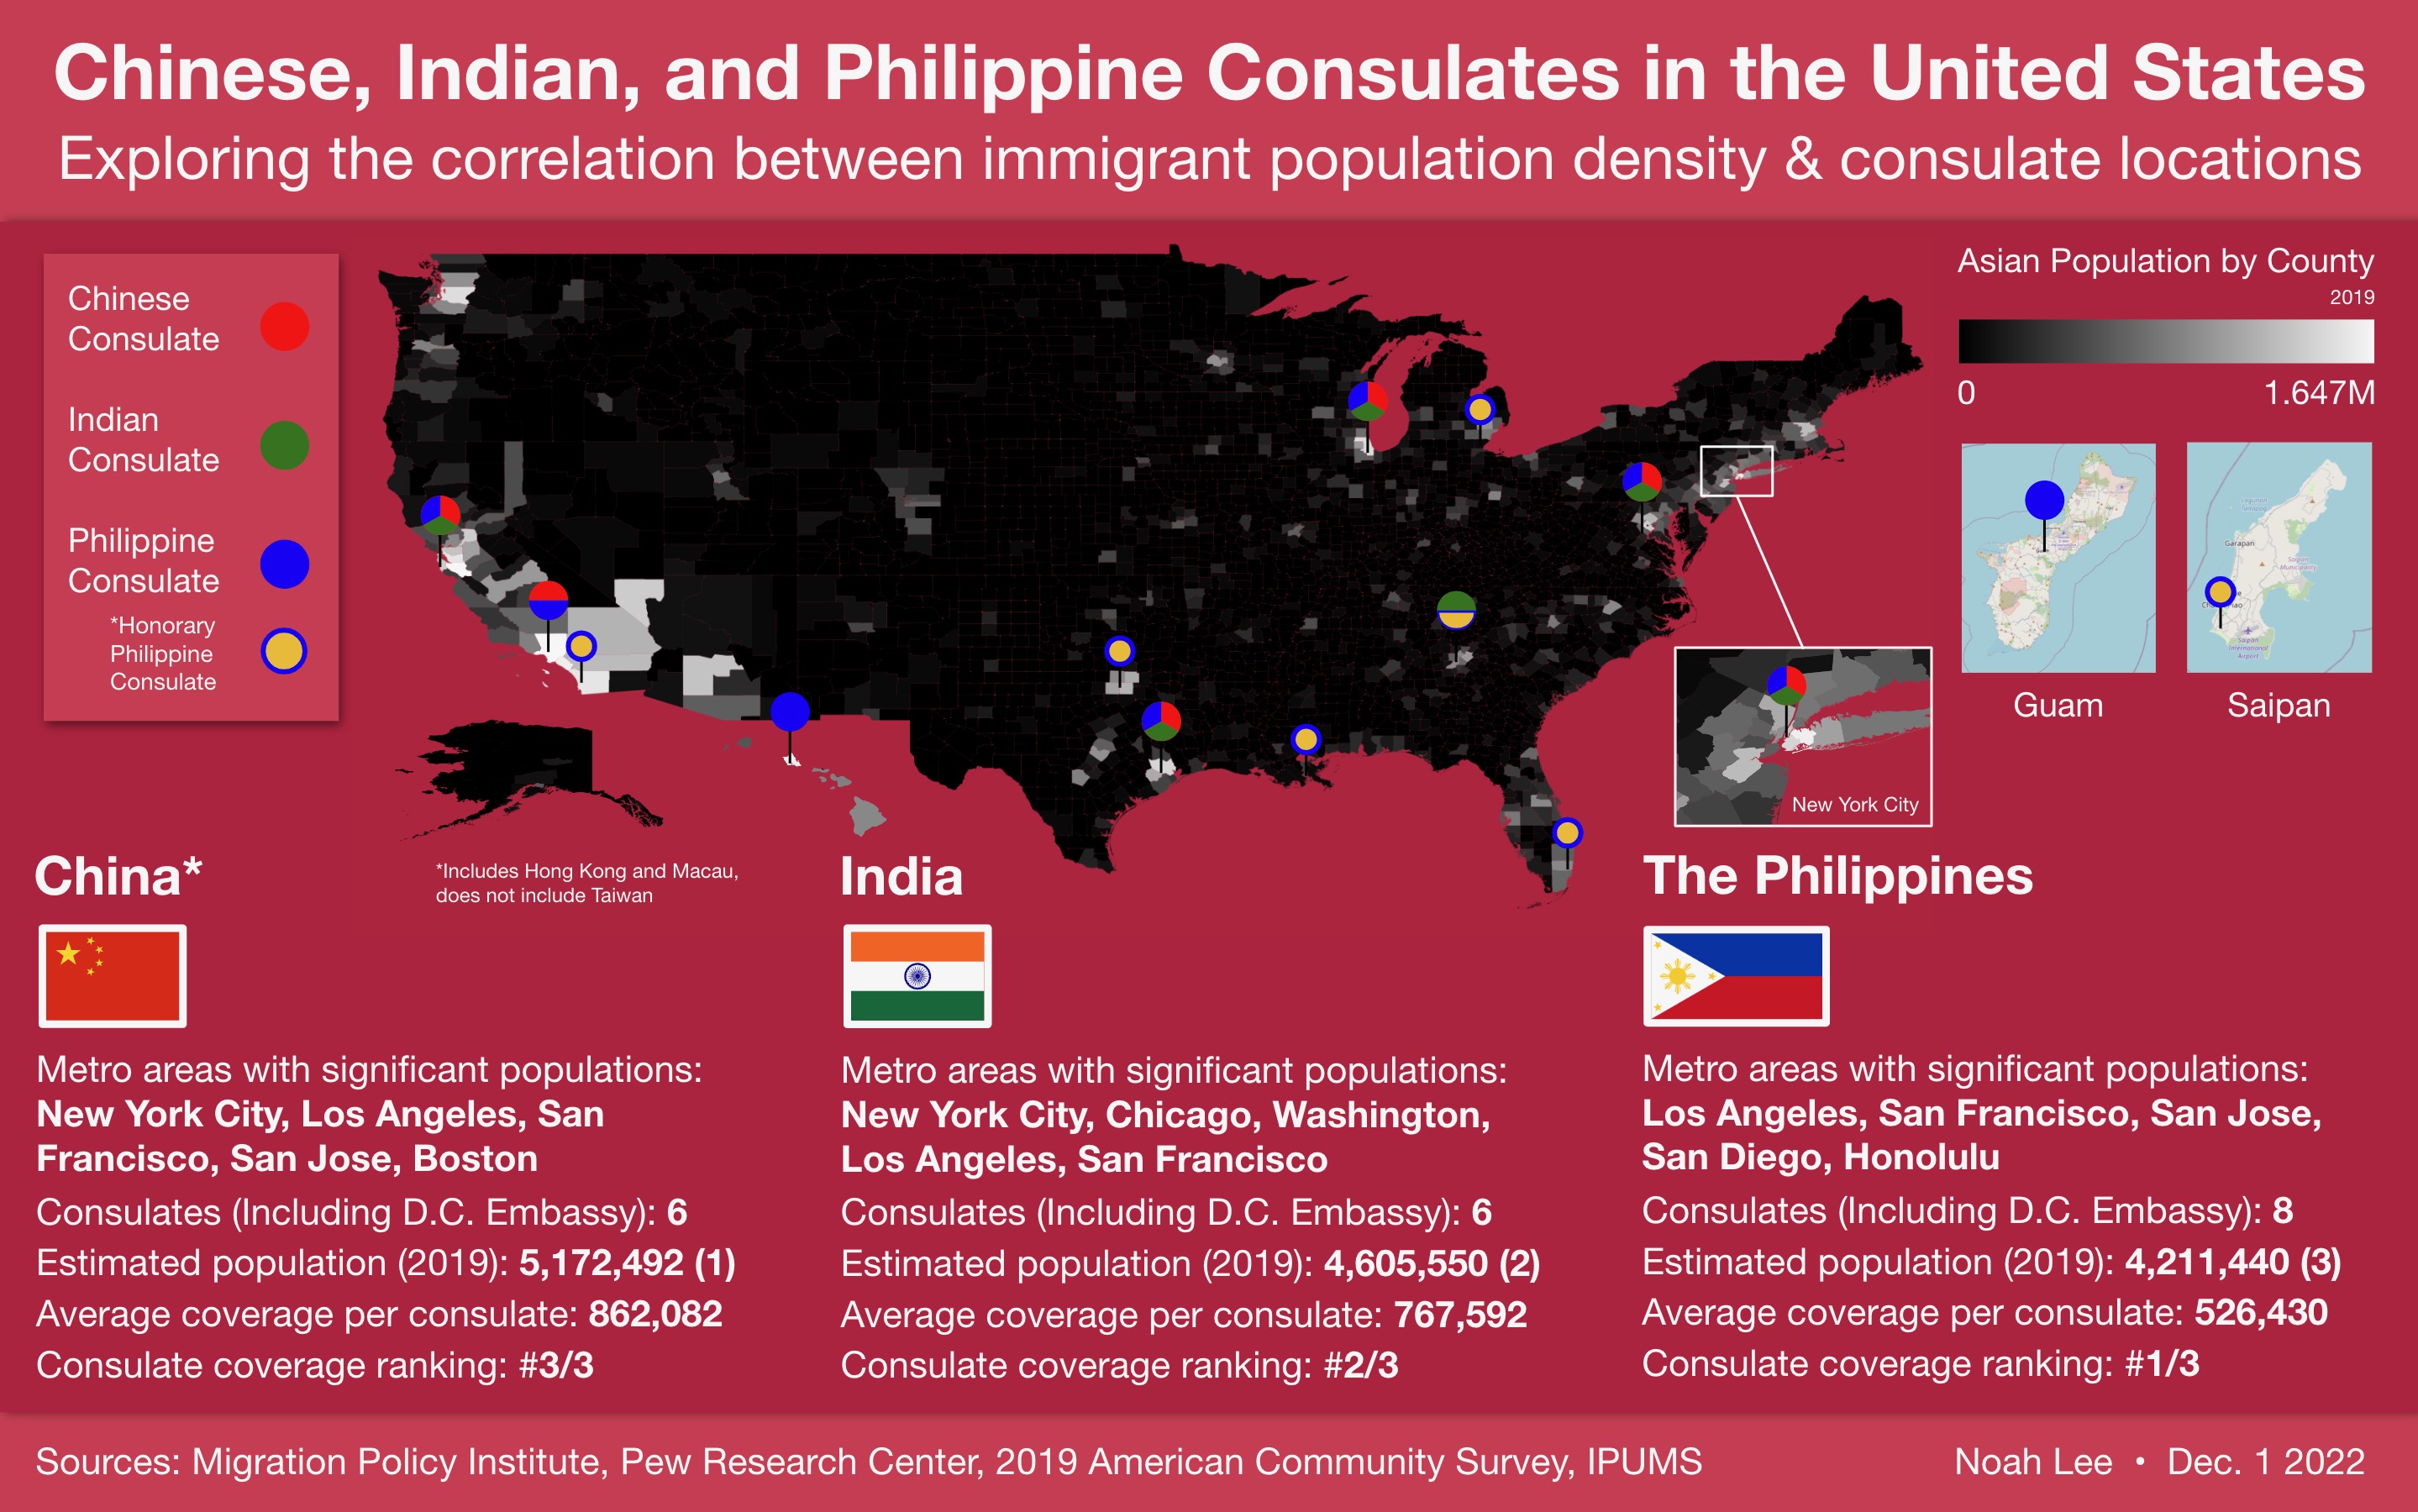 Chinese, Indian, and Philippine Consulates in the United States
Exploring the correlation between immigrant population density & consulate locations
Chinese
Consulate
Indian
Consulate
Philippine
Consulate
*Honorary
Philippine
Consulate
Asian Population by County
2019
0
1.647M
Garapan
Saipan
International
Airport
Guam
Saipan
New York City
*Includes Hong Kong and Macau,
does not include Taiwan
China*
Metro areas with significant populations:
New York City, Los Angeles, San
Francisco, San Jose, Boston
Consulates (Including D.C. Embassy): 6
Estimated population (2019): 5,172,492 (1)
Average coverage per consulate: 862,082
Consulate coverage ranking: #3/3
India
Metro areas with significant populations:
New York City, Chicago, Washington,
Los Angeles, San Francisco
Consulates (Including D.C. Embassy): 6
Estimated population (2019): 4,605,550 (2)
Average coverage per consulate: 767,592
Consulate coverage ranking: #2/3
The Philippines
Metro areas with significant populations:
Los Angeles, San Francisco, San Jose,
San Diego, Honolulu
Consulates (Including D.C. Embassy): 8
Estimated population (2019): 4,211,440 (3)
Average coverage per consulate: 526,430
Consulate coverage ranking: #1/3
Sources: Migration Policy Institute, Pew Research Center, 2019 American Community Survey, IPUMS
Noah Lee • Dec. 1 2022